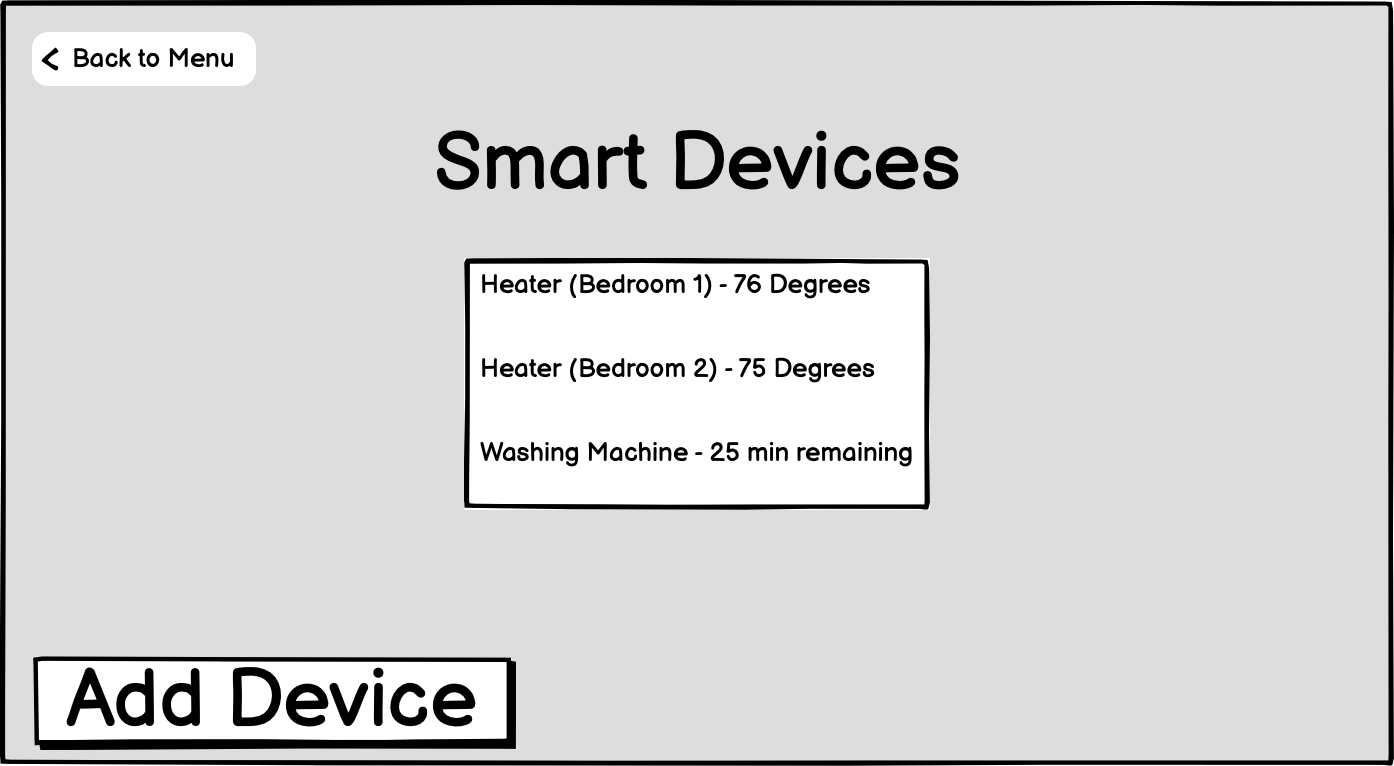 Back to Menu
Smart Devices
Heater (Bedroom 1) - 76 Degrees
Heater (Bedroom 2) - 75 Degrees
Washing Machine - 25 min remaining
Add Device